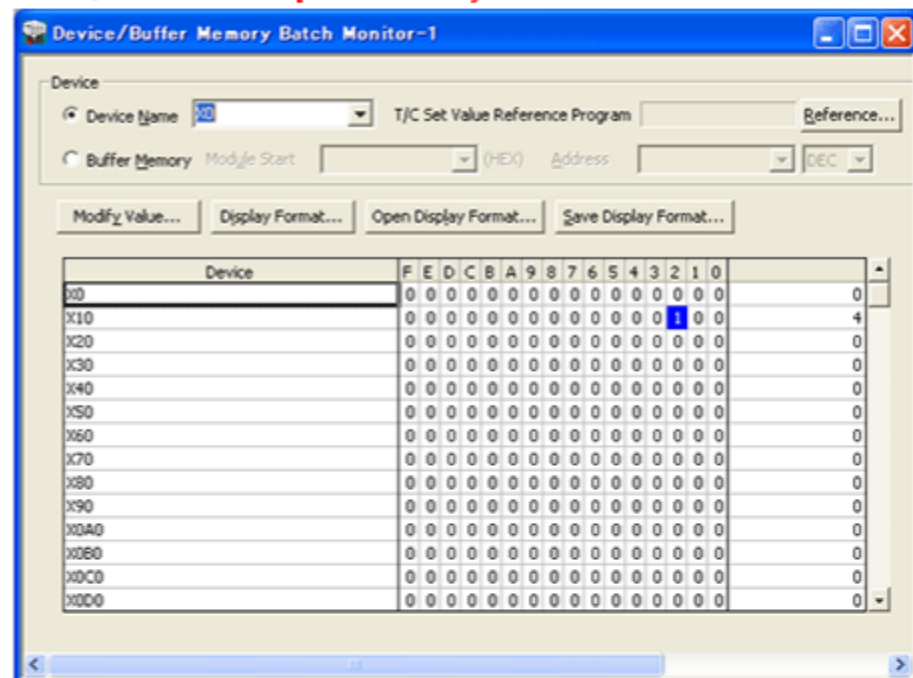 Device/Buffer Memory Batch Monitor-1
Device
Device Name X0 T/C Set Value Reference Program Reference...
Buffer Memory Module Start (HEX) Address DEC
Modify Value... Display Format... Open Display Format... Save Display Format...
Device F E D C B A 9 8 7 6 5 4 3 2 1 0
X0 0 0 0 0 0 0 0 0 0 0 0 0 0 0 0 0 0
X10 0 0 0 0 0 0 0 0 0 0 0 0 0 1 0 0 4
X20 0 0 0 0 0 0 0 0 0 0 0 0 0 0 0 0 0
X30 0 0 0 0 0 0 0 0 0 0 0 0 0 0 0 0 0
X40 0 0 0 0 0 0 0 0 0 0 0 0 0 0 0 0 0
X50 0 0 0 0 0 0 0 0 0 0 0 0 0 0 0 0 0
X60 0 0 0 0 0 0 0 0 0 0 0 0 0 0 0 0 0
X70 0 0 0 0 0 0 0 0 0 0 0 0 0 0 0 0 0
X80 0 0 0 0 0 0 0 0 0 0 0 0 0 0 0 0 0
X90 0 0 0 0 0 0 0 0 0 0 0 0 0 0 0 0 0
X0A0 0 0 0 0 0 0 0 0 0 0 0 0 0 0 0 0 0
X0B0 0 0 0 0 0 0 0 0 0 0 0 0 0 0 0 0 0
X0C0 0 0 0 0 0 0 0 0 0 0 0 0 0 0 0 0 0
X0D0 0 0 0 0 0 0 0 0 0 0 0 0 0 0 0 0 0